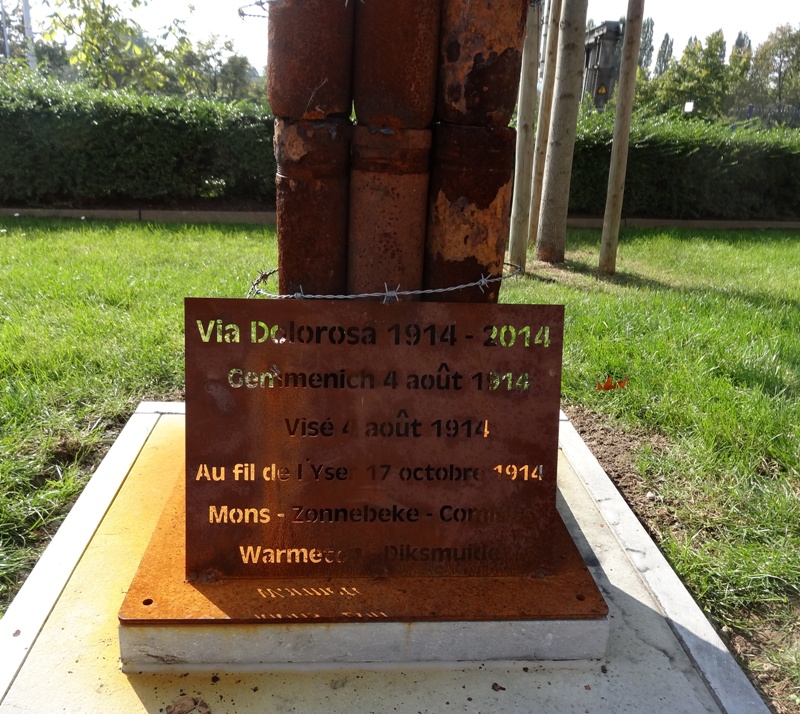 Via Dolorosa 1914 - 2014
Gemmenich 4 août 1914
Visé 4 août 1914
Au fil de l'Yser 17 octobre 1914
Mons - Zonnebeke -
Diksmuide